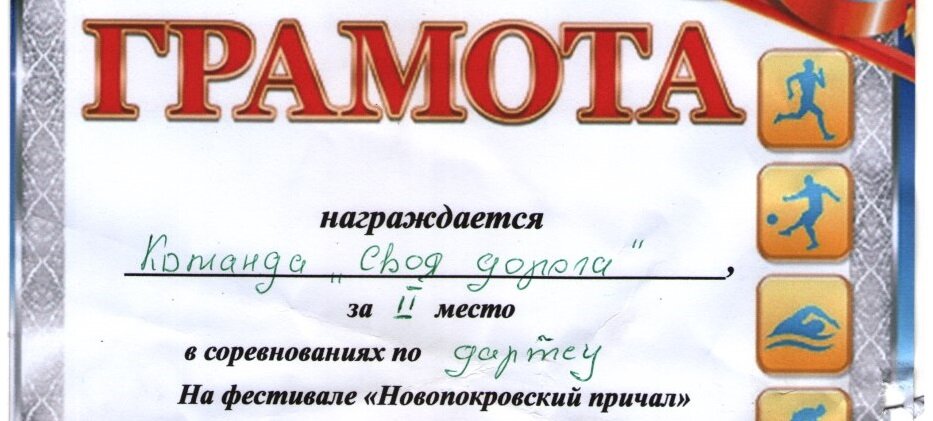 ГРАМОТА
награждается
Команда „Своя дорога",
за II место
в соревнованиях по дартсу
На фестивале «Новопокровский причал»